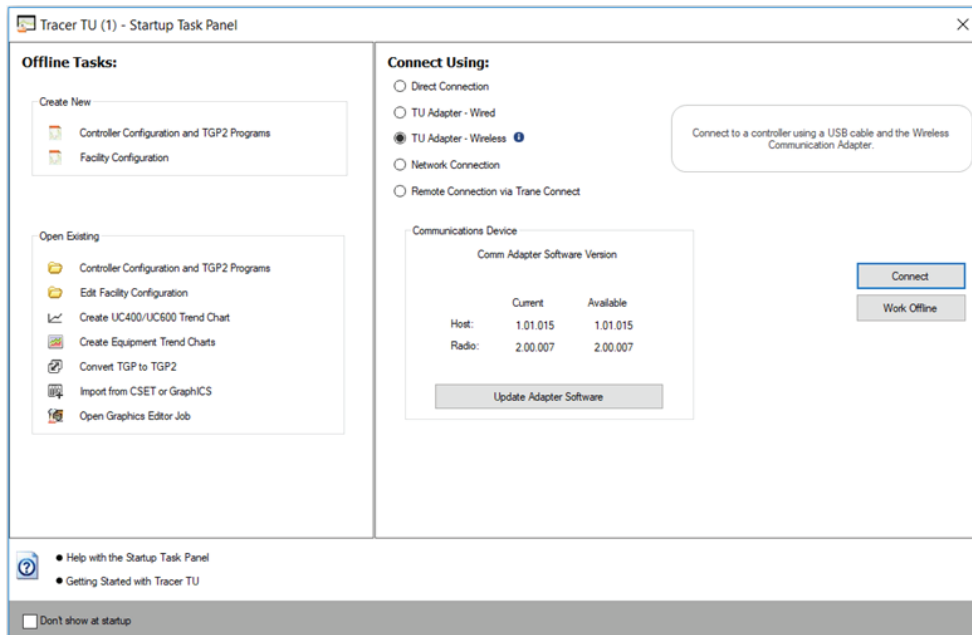 Tracer TU (1) - Startup Task Panel
Offline Tasks:
Create New
Controller Configuration and TGP2 Programs
Facility Configuration
Open Existing
Controller Configuration and TGP2 Programs
Edit Facility Configuration
Create UC400/UC600 Trend Chart
Create Equipment Trend Charts
Convert TGP to TGP2
Import from CSET or GraphICS
Open Graphics Editor Job
Connect Using:
Direct Connection
TU Adapter - Wired
TU Adapter - Wireless
Network Connection
Remote Connection via Trane Connect
Connect to a controller using a USB cable and the Wireless
Communication Adapter.
Communications Device
Comm Adapter Software Version
Current Available
Host: 1.01.015 1.01.015
Radio: 2.00.007 2.00.007
Update Adapter Software
Connect
Work Offline
Help with the Startup Task Panel
Getting Started with Tracer TU
Don't show at startup